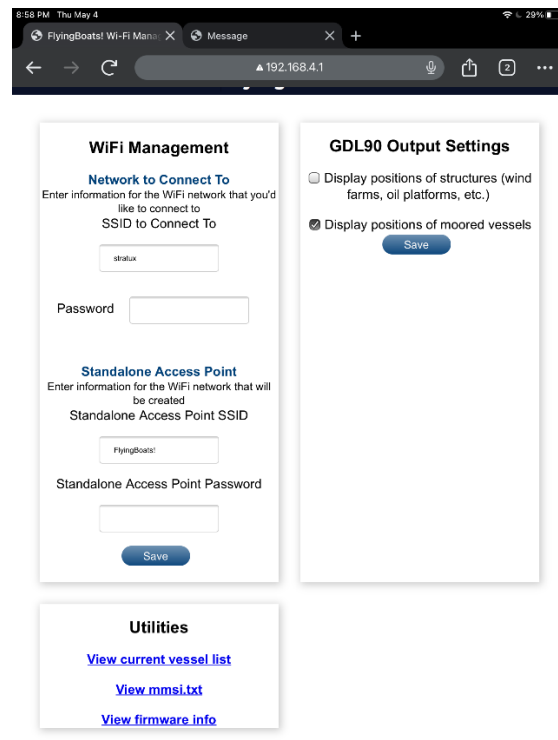 8:58 PM Thu May 4
29%
FlyingBoats! Wi-Fi Mana
Message
192.168.4.1
2
WiFi Management
Network to Connect To
Enter information for the WiFi network that you'd
like to connect to
SSID to Connect To
stratux
Password
Standalone Access Point
Enter information for the WiFi network that will
be created
Standalone Access Point SSID
FlyingBoats!
Standalone Access Point Password
Save
GDL90 Output Settings
Display positions of structures (wind
farms, oil platforms, etc.)
Display positions of moored vessels
Save
Utilities
View current vessel list
View mmsi.txt
View firmware info